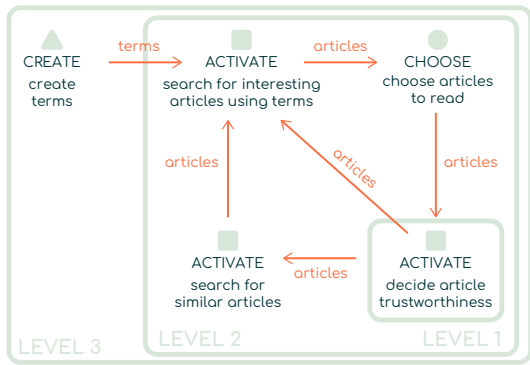 terms
articles
CREATE
create
terms
ACTIVATE
search for interesting
articles using terms
CHOOSE
choose articles
to read
articles
articles
articles
ACTIVATE
search for
similar articles
articles
ACTIVATE
decide article
trustworthiness
LEVEL 3
LEVEL 2
LEVEL 1